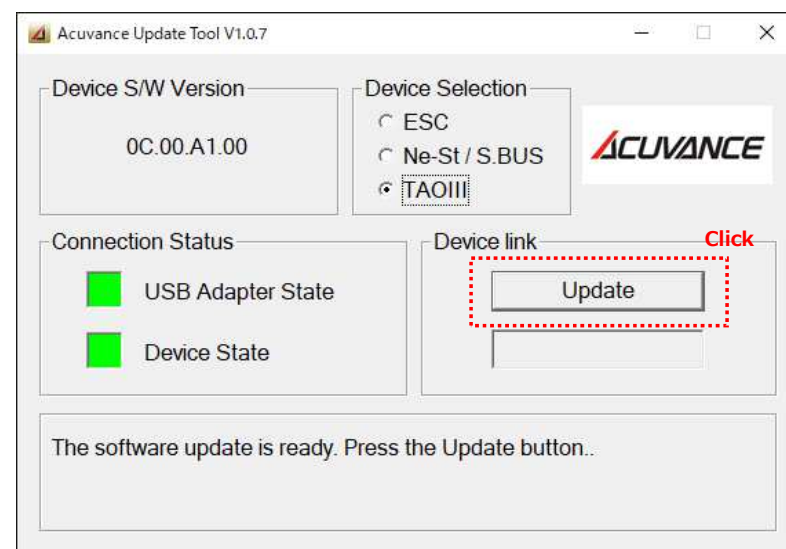 Acuvance Update Tool V1.0.7
Device S/W Version
0C.00.A1.00
Device Selection
ESC
Ne-St / S.BUS
TAOIII
ACUVANCE
Connection Status
USB Adapter State
Device State
Device link
Click
Update
The software update is ready. Press the Update button..